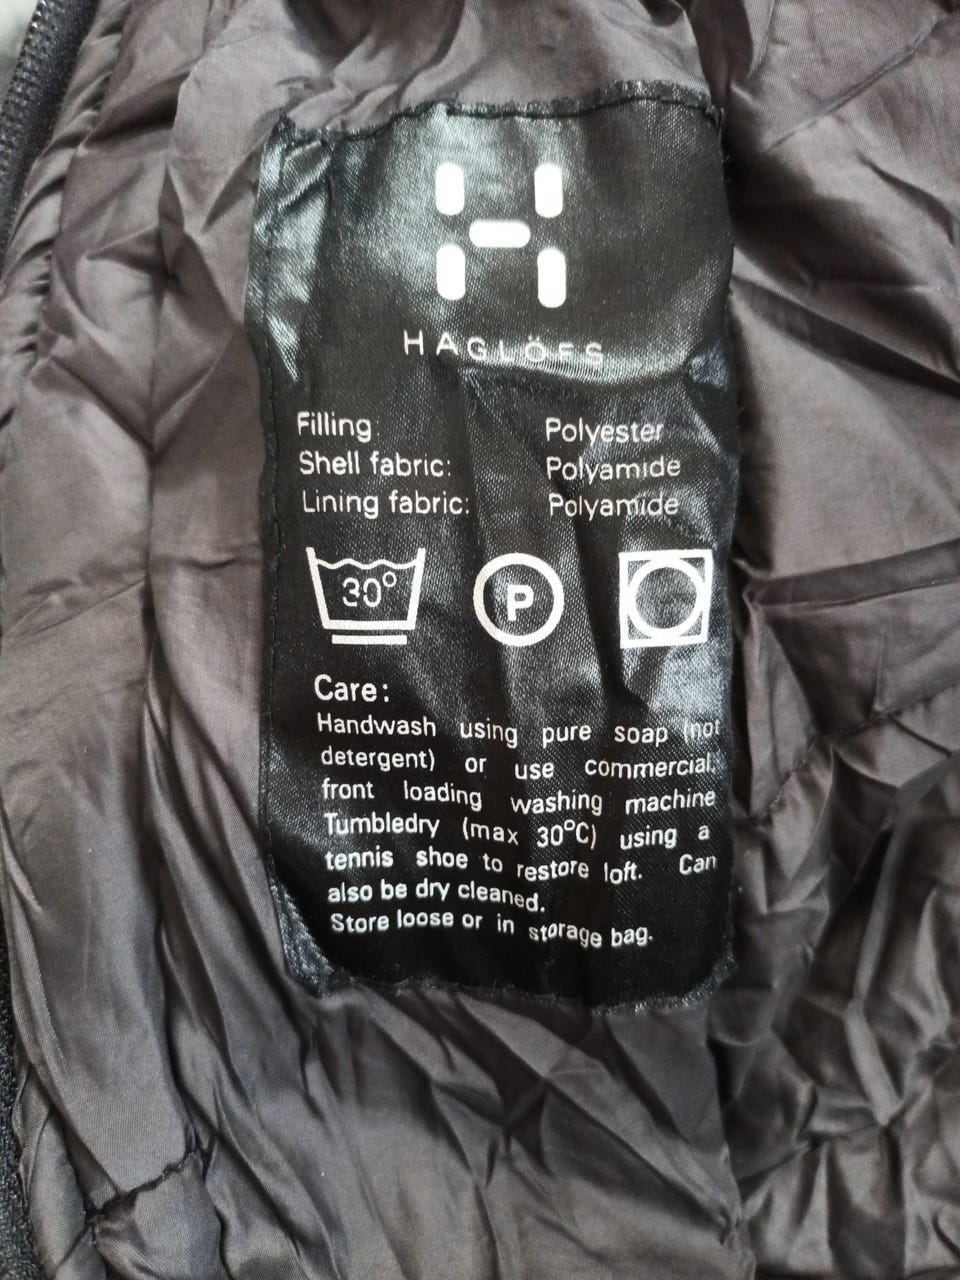 HAGLÖFS
Filling: Polyester
Shell fabric: Polyamide
Lining fabric: Polyamide
30° P
Care:
Handwash using pure soap (not
detergent) or use commercial,
front loading washing machine
Tumbledry (max 30°C) using a
tennis shoe to restore loft. Can
also be dry cleaned.
Store loose or in storage bag.